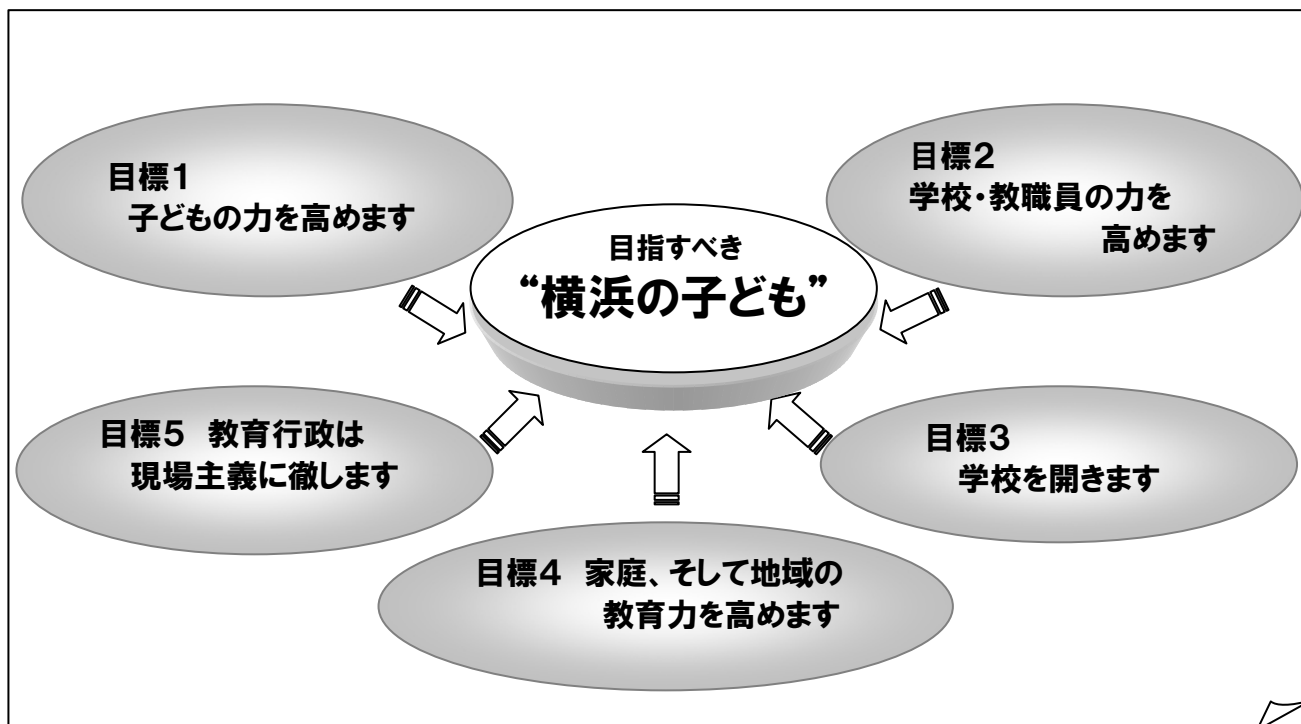 目標1
子どもの力を高めます
目標2
学校・教職員の力を
高めます
目指すべき
“横浜の子ども”
目標5 教育行政は
現場主義に徹します
目標3
学校を開きます
目標4 家庭、そして地域の
教育力を高めます